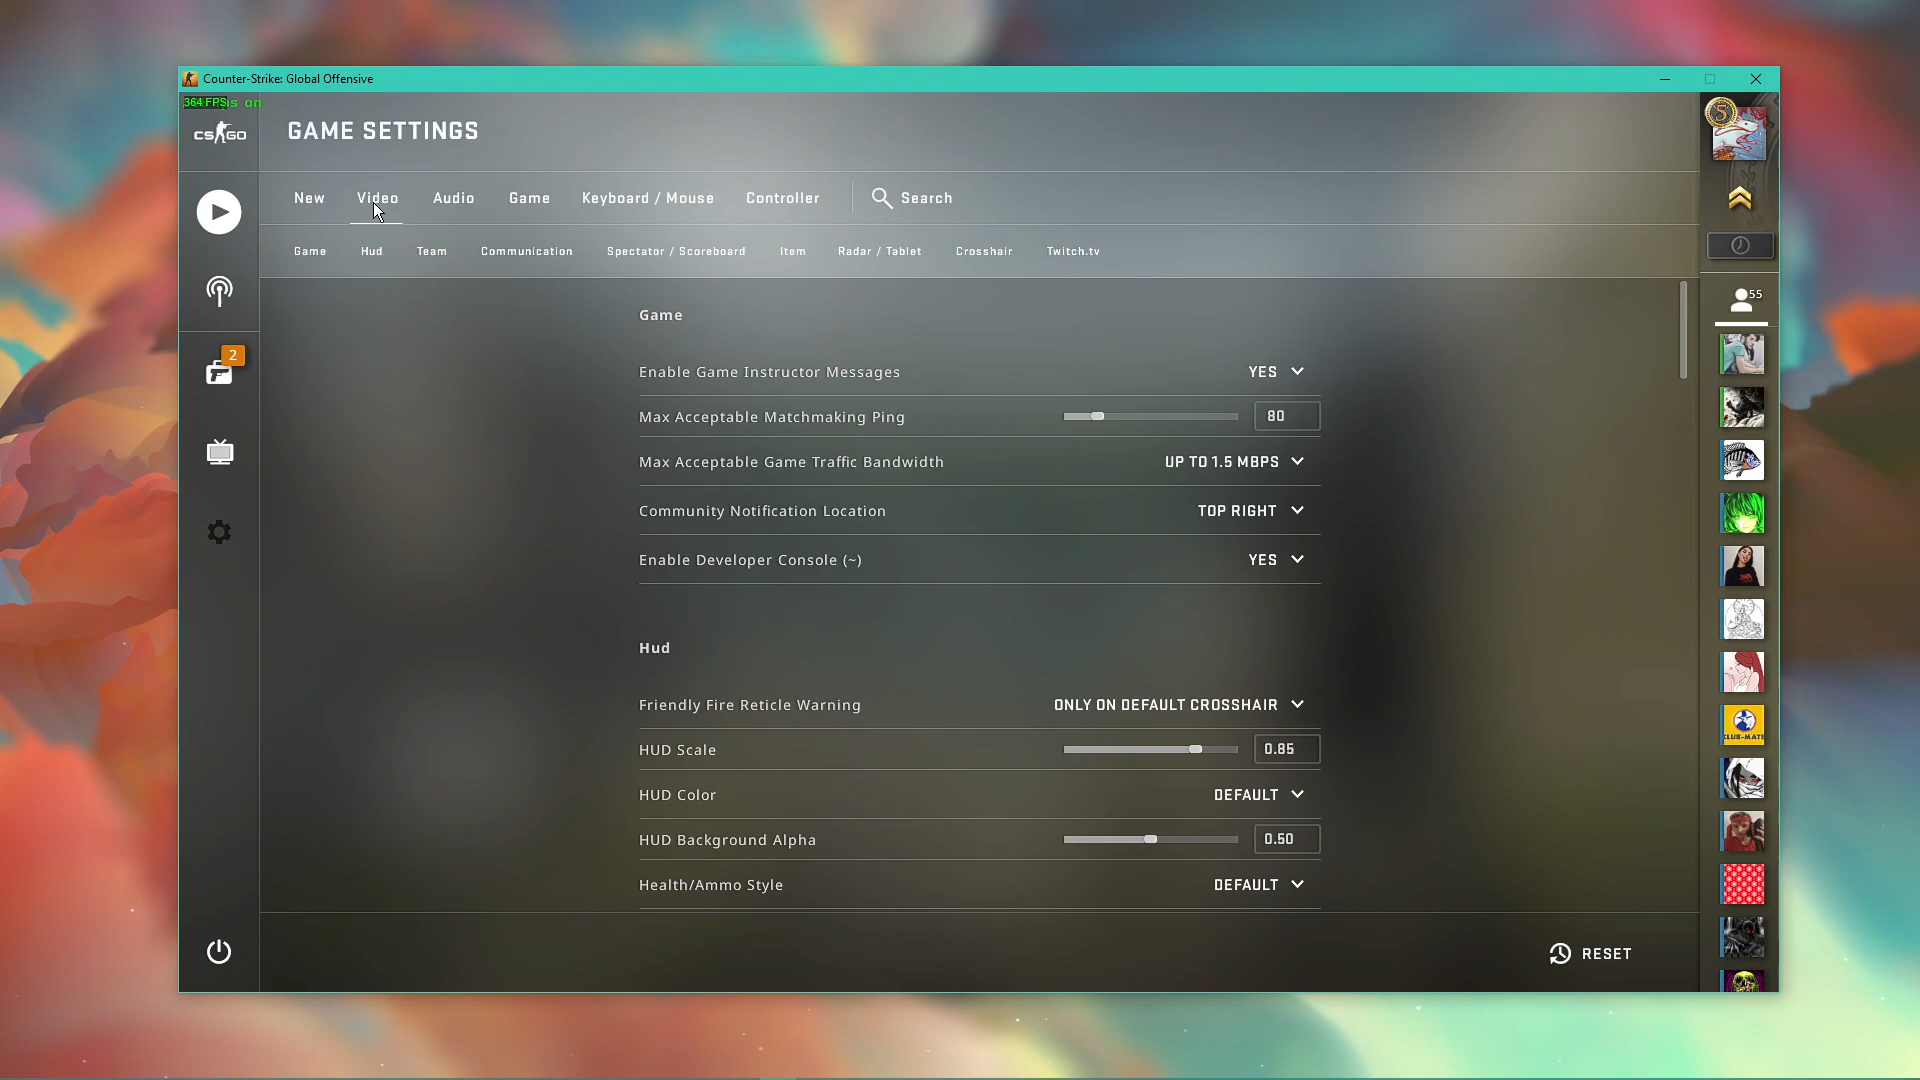 Counter-Strike: Global Offensive
364 FPS on
CS GO
GAME SETTINGS
5
New Video Audio Game Keyboard / Mouse Controller Search
Game Hud Team Communication Spectator / Scoreboard Item Radar / Tablet Crosshair Twitch.tv
55
Game
2
Enable Game Instructor Messages YES
Max Acceptable Matchmaking Ping 80
Max Acceptable Game Traffic Bandwidth UP TO 1.5 MBPS
Community Notification Location TOP RIGHT
Enable Developer Console (~) YES
Hud
Friendly Fire Reticle Warning ONLY ON DEFAULT CROSSHAIR
CLUB-MATE
HUD Scale 0.85
HUD Color DEFAULT
HUD Background Alpha 0.50
Health/Ammo Style DEFAULT
RESET